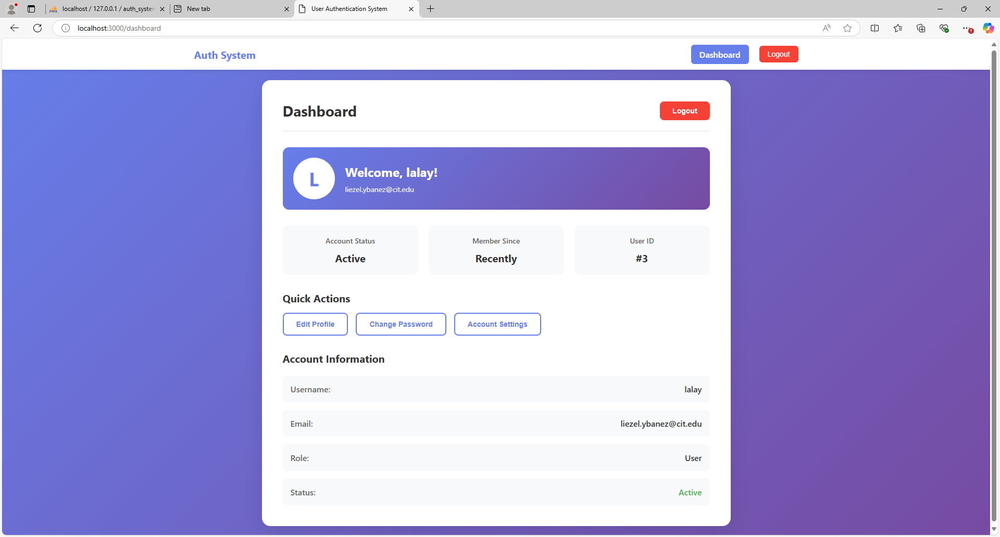 localhost / 127.0.0.1 / auth_system
New tab
User Authentication System
localhost:3000/dashboard
Auth System
Dashboard
Logout
Dashboard
Logout
L
Welcome, lalay!
liezel.ybanez@cit.edu
Account Status
Active
Member Since
Recently
User ID
#3
Quick Actions
Edit Profile
Change Password
Account Settings
Account Information
Username:
lalay
Email:
liezel.ybanez@cit.edu
Role:
User
Status:
Active